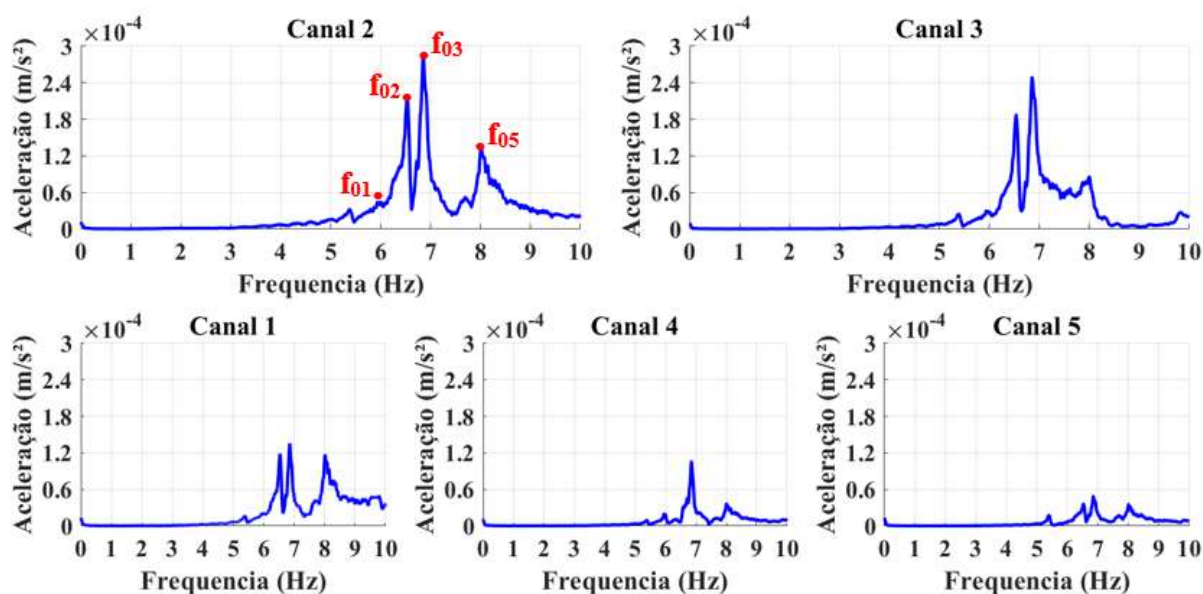 Canal 2
×10⁻⁴
Aceleração (m/s²)
3
2.4
1.8
1.2
0.6
0
f₀₁
f₀₂
f₀₃
f₀₅
0 1 2 3 4 5 6 7 8 9 10
Frequencia (Hz)
Canal 3
×10⁻⁴
Aceleração (m/s²)
3
2.4
1.8
1.2
0.6
0
0 1 2 3 4 5 6 7 8 9 10
Frequencia (Hz)
Canal 1
×10⁻⁴
Aceleração (m/s²)
3
2.4
1.8
1.2
0.6
0
0 1 2 3 4 5 6 7 8 9 10
Frequencia (Hz)
Canal 4
×10⁻⁴
Aceleração (m/s²)
3
2.4
1.8
1.2
0.6
0
0 1 2 3 4 5 6 7 8 9 10
Frequencia (Hz)
Canal 5
×10⁻⁴
Aceleração (m/s²)
3
2.4
1.8
1.2
0.6
0
0 1 2 3 4 5 6 7 8 9 10
Frequencia (Hz)